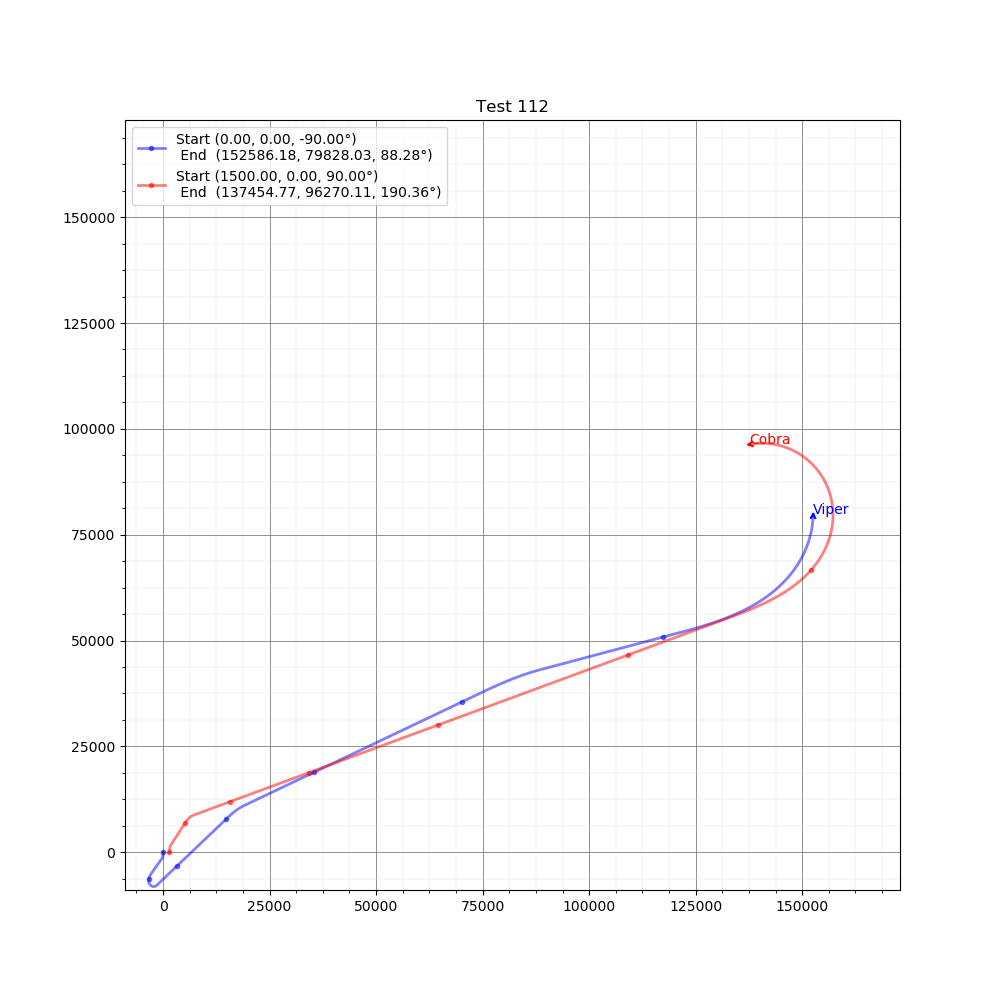 Test 112
Start (0.00, 0.00, -90.00°)
End  (152586.18, 79828.03, 88.28°)
Start (1500.00, 0.00, 90.00°)
End  (137454.77, 96270.11, 190.36°)
150000
125000
100000
75000
50000
25000
0
Cobra
Viper
0 25000 50000 75000 100000 125000 150000